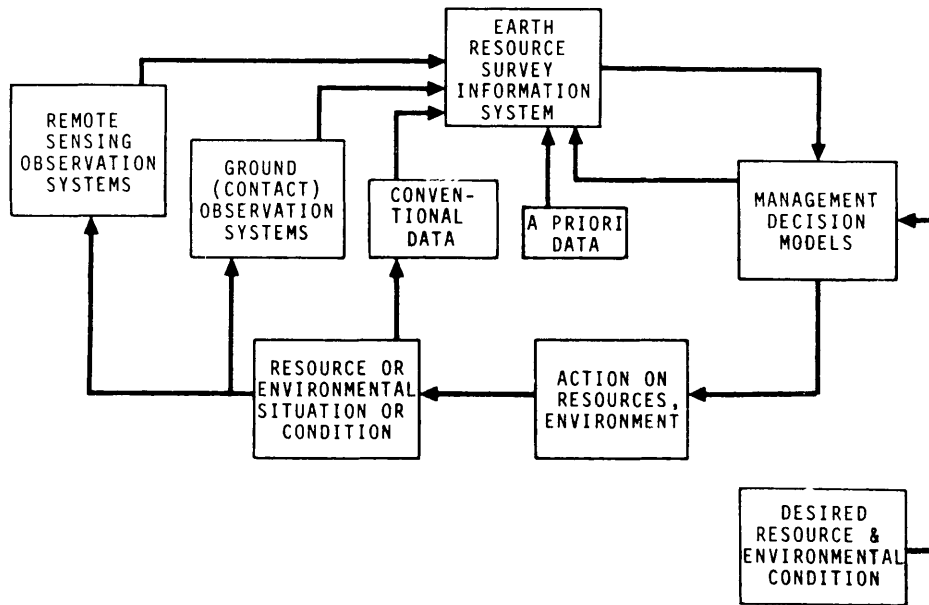 EARTH
RESOURCE
SURVEY
INFORMATION
SYSTEM
REMOTE
SENSING
OBSERVATION
SYSTEMS
GROUND
(CONTACT)
OBSERVATION
SYSTEMS
CONVEN-
TIONAL
DATA
A PRIORI
DATA
MANAGEMENT
DECISION
MODELS
RESOURCE OR
ENVIRONMENTAL
SITUATION OR
CONDITION
ACTION ON
RESOURCES,
ENVIRONMENT
DESIRED
RESOURCE &
ENVIRONMENTAL
CONDITION